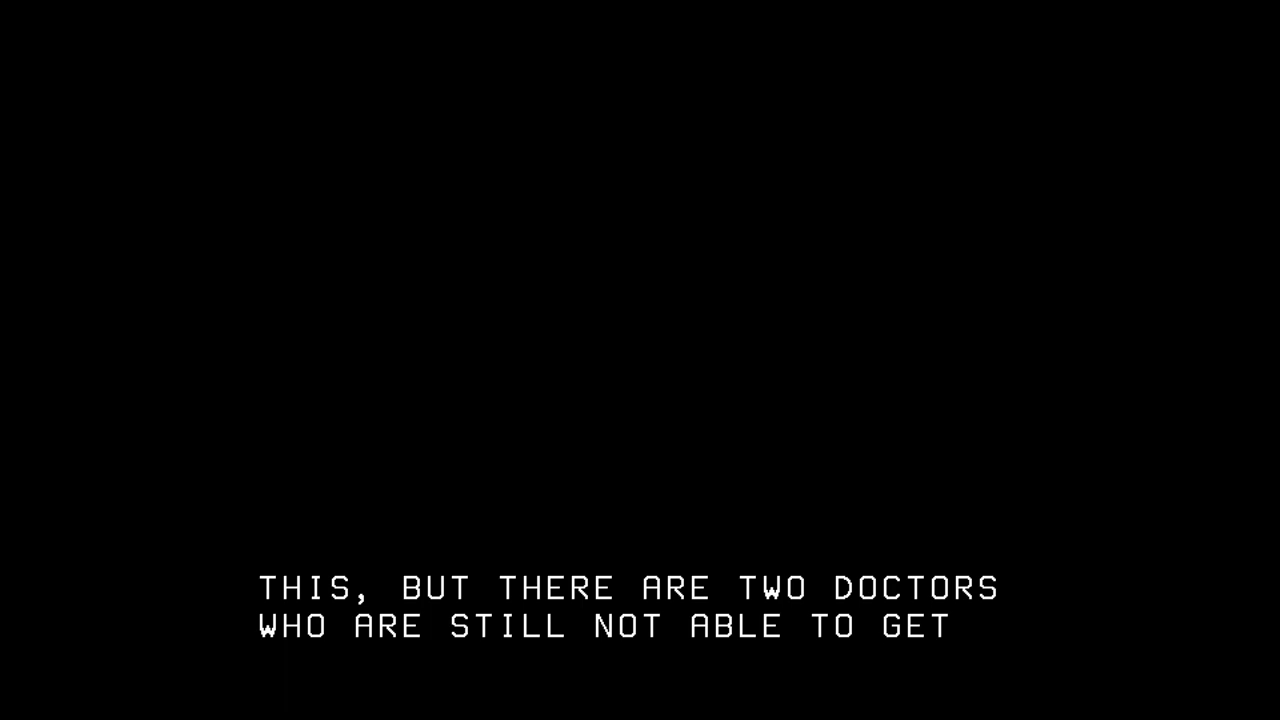 THIS, BUT THERE ARE TWO DOCTORS
WHO ARE STILL NOT ABLE TO GET